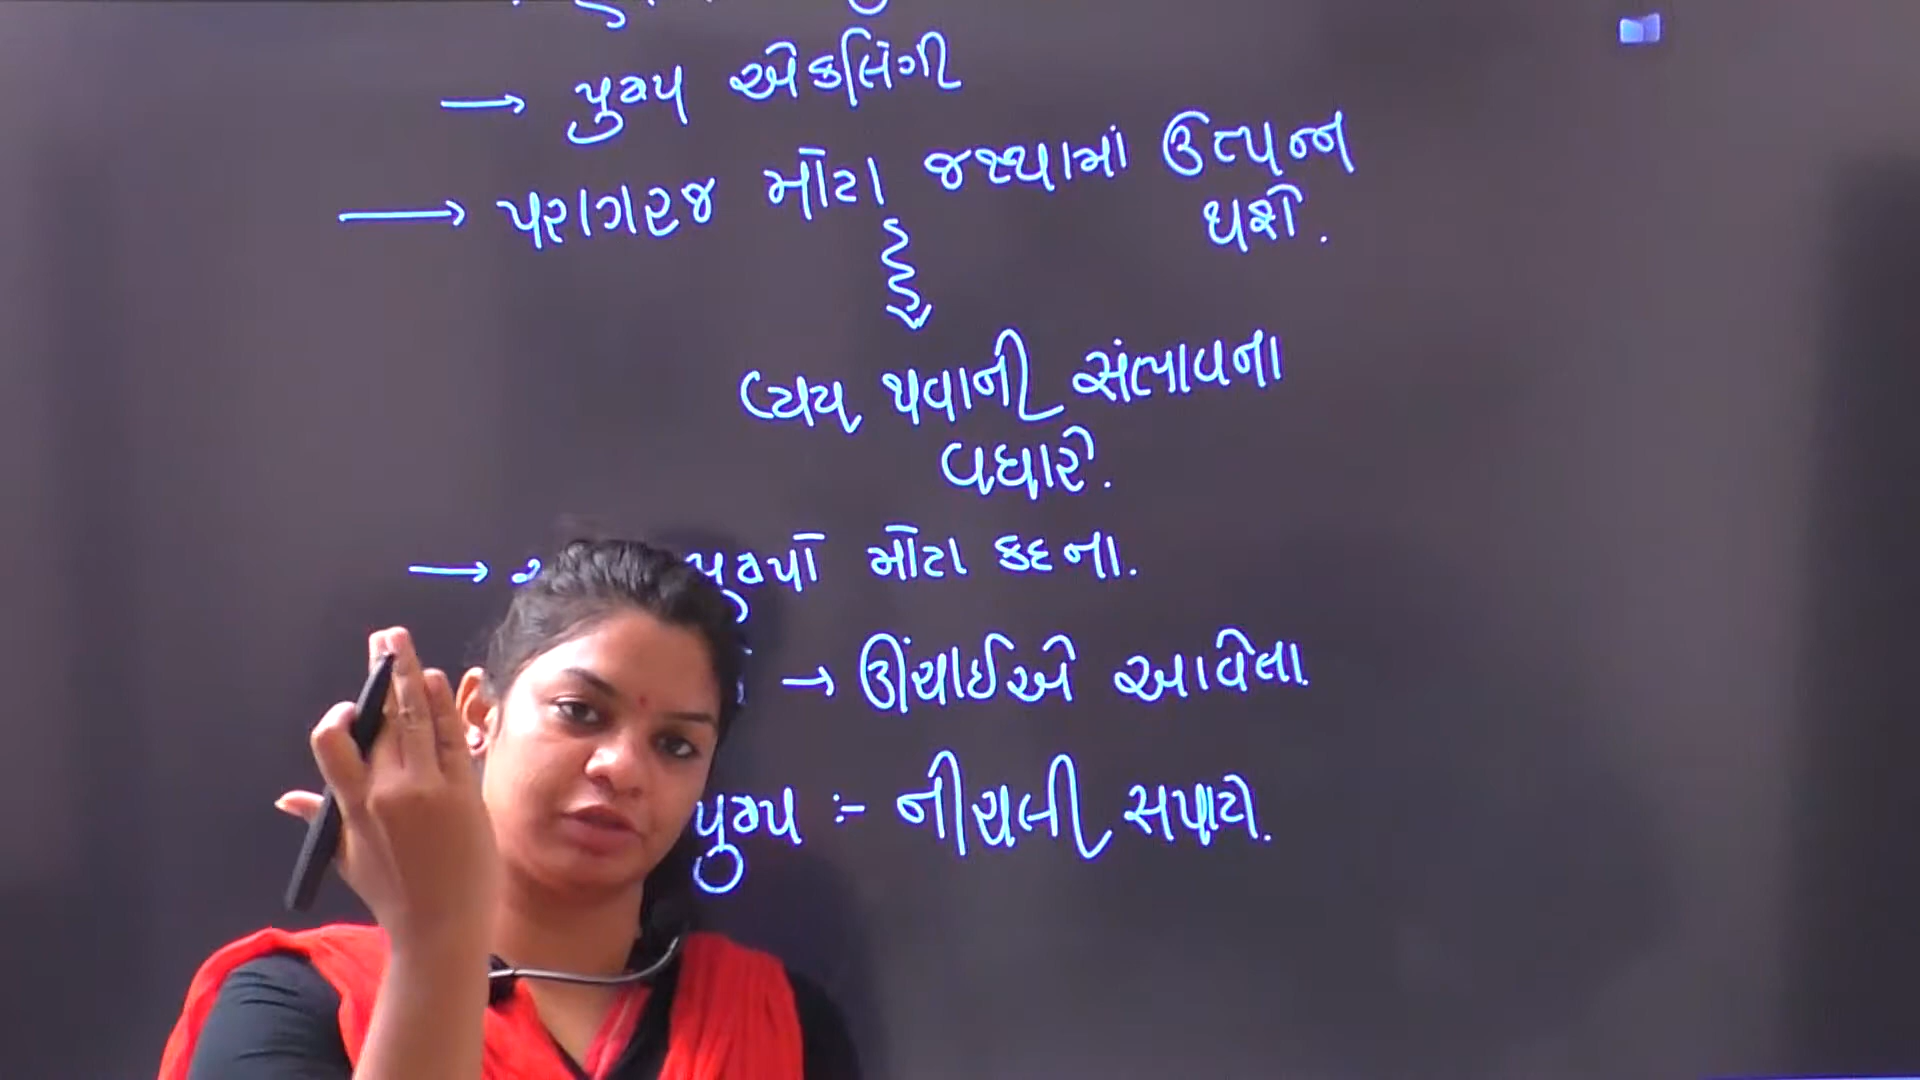 → પુષ્પ એકલિંગી
→ પરાગરજ મોટા જથ્થામાં ઉત્પન્ન
થશે.
વ્યય થવાની સંભાવના
વધારે.
→ પુષ્પો મોટા કદના.
→ ઊંચાઈએ આવેલા.
પુષ્પ :- નીચલી સપાટી.